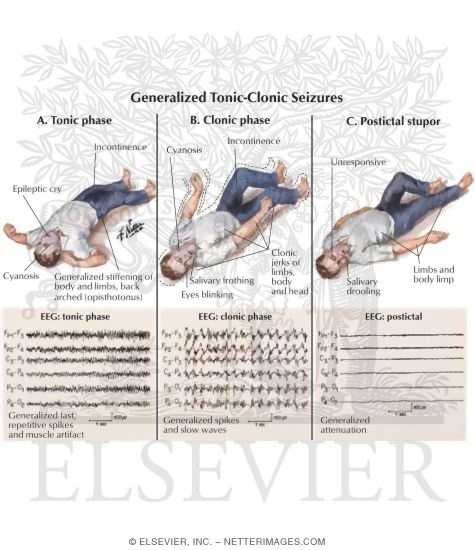 Generalized Tonic-Clonic Seizures
A. Tonic phase
Incontinence
Epileptic cry
Cyanosis
Generalized stiffening of
body and limbs, back
arched (opisthotonus)
B. Clonic phase
Cyanosis
Incontinence
Clonic
jerks of
limbs,
body
and head
Salivary frothing
Eyes blinking
C. Postictal stupor
Unresponsive
Limbs and
body limp
Salivary
drooling
EEG: tonic phase
Generalized fast,
repetitive spikes
and muscle artifact
EEG: clonic phase
Generalized spikes
and slow waves
EEG: postictal
Generalized
attenuation
ELSEVIER
© ELSEVIER, INC. – NETTERIMAGES.COM